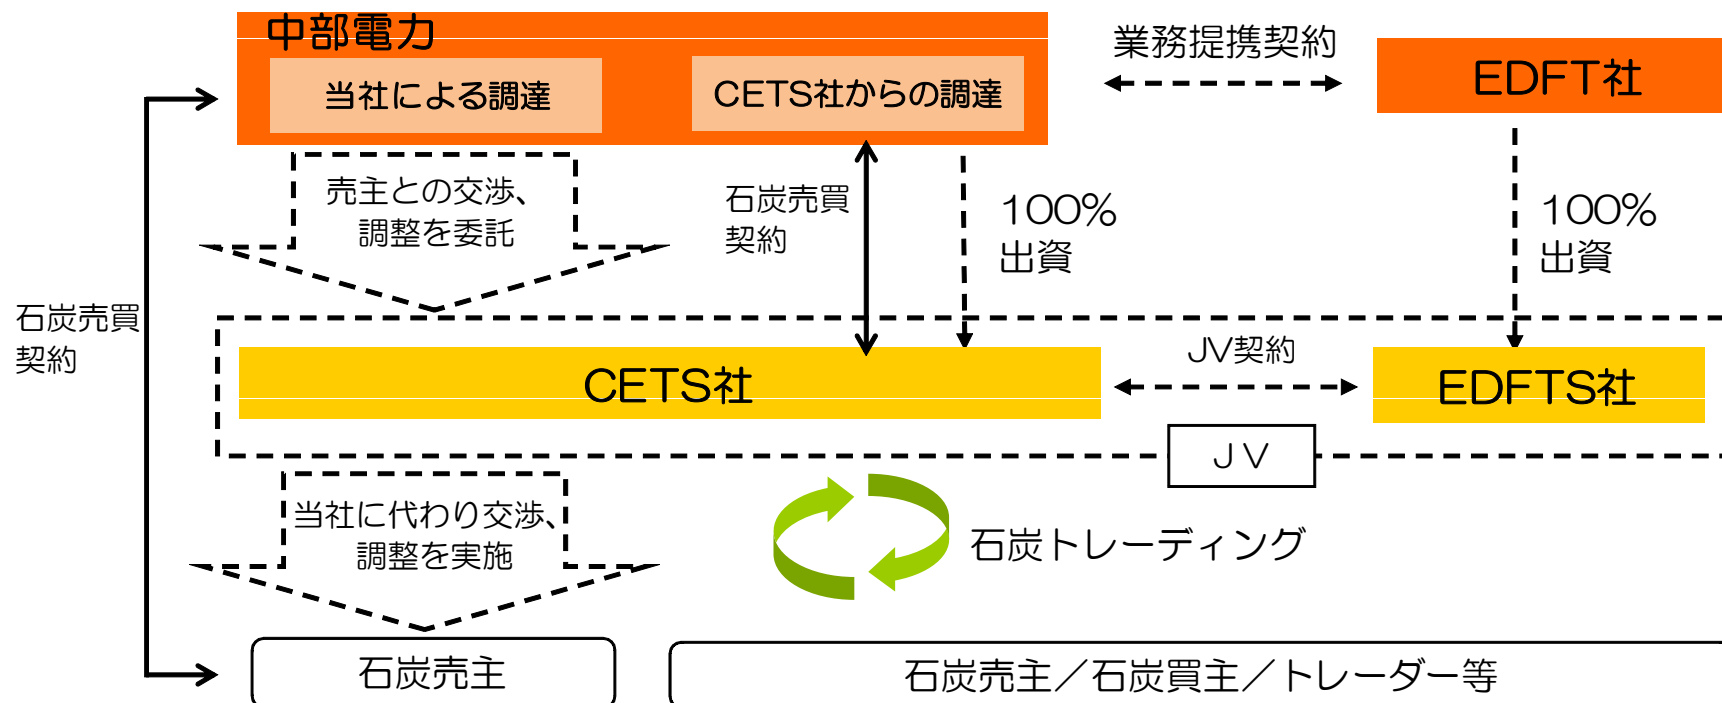 中部電力
当社による調達
CETS社からの調達
業務提携契約
EDFT社
売主との交渉、
調整を委託
石炭売買
契約
100%
出資
100%
出資
石炭売買
契約
CETS社
JV契約
EDFTS社
JV
当社に代わり交渉、
調整を実施
石炭トレーディング
石炭売主
石炭売主／石炭買主／トレーダー等